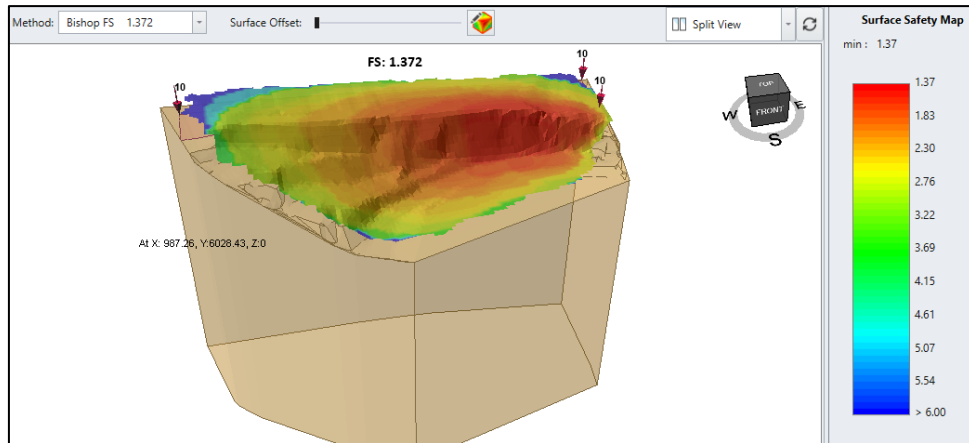 Method: Bishop FS 1.372 Surface Offset: Split View
Surface Safety Map
min : 1.37
FS: 1.372
10
10
10
TOP
FRONT
W
E
S
At X: 987.26, Y:6028.43, Z:0
1.37
1.83
2.30
2.76
3.22
3.69
4.15
4.61
5.07
5.54
> 6.00